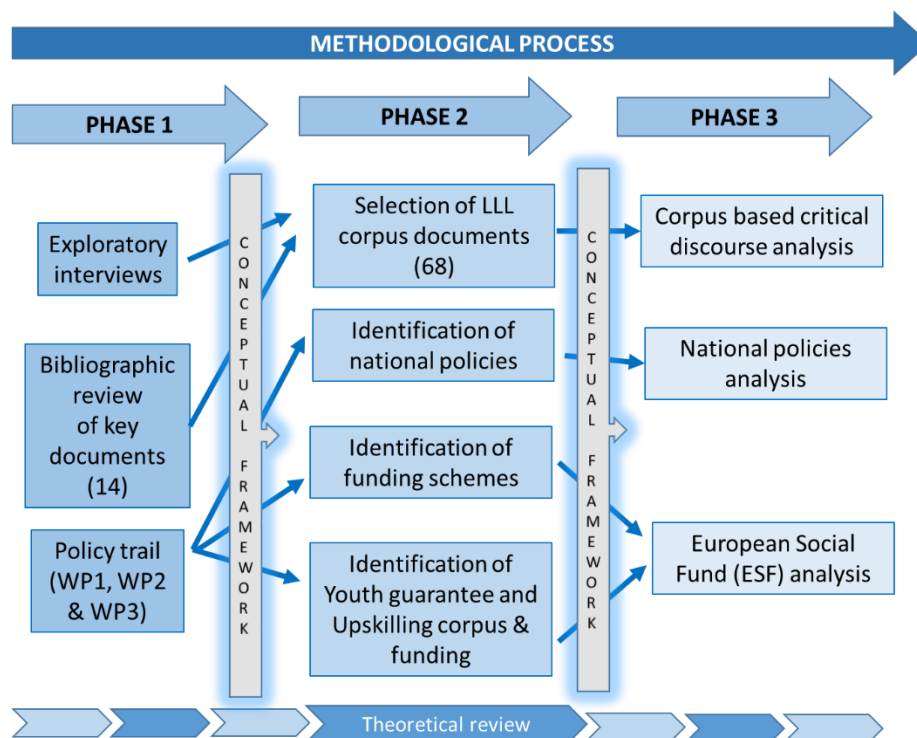 METHODOLOGICAL PROCESS
PHASE 1
PHASE 2
PHASE 3
Exploratory
interviews
Bibliographic
review
of key
documents
(14)
Policy trail
(WP1, WP2
& WP3)
CONCEPTUAL FRAMEWORK
Selection of LLL
corpus documents
(68)
Identification of
national policies
Identification of
funding schemes
Identification of
Youth guarantee and
Upskilling corpus &
funding
CONCEPTUAL FRAMEWORK
Corpus based critical
discourse analysis
National policies
analysis
European Social
Fund (ESF) analysis
Theoretical review